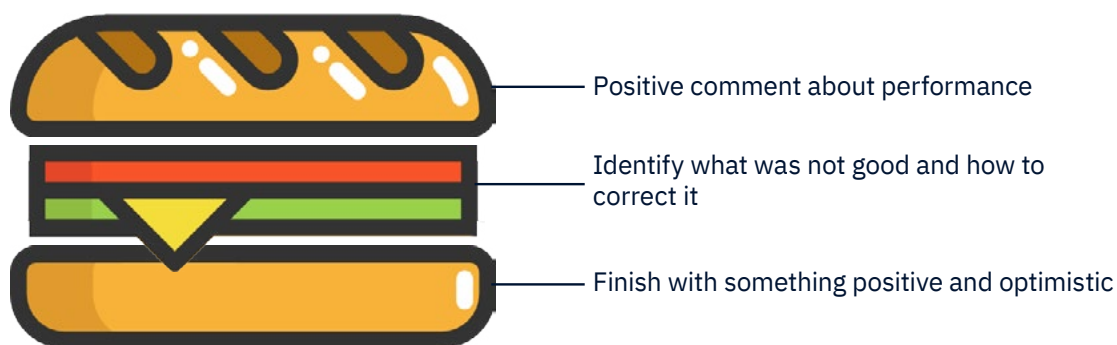 Positive comment about performance
Identify what was not good and how to
correct it
Finish with something positive and optimistic